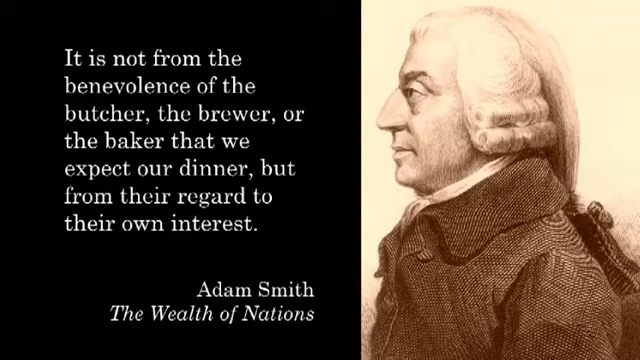 It is not from the
benevolence of the
butcher, the brewer, or
the baker that we
expect our dinner, but
from their regard to
their own interest.
Adam Smith
The Wealth of Nations